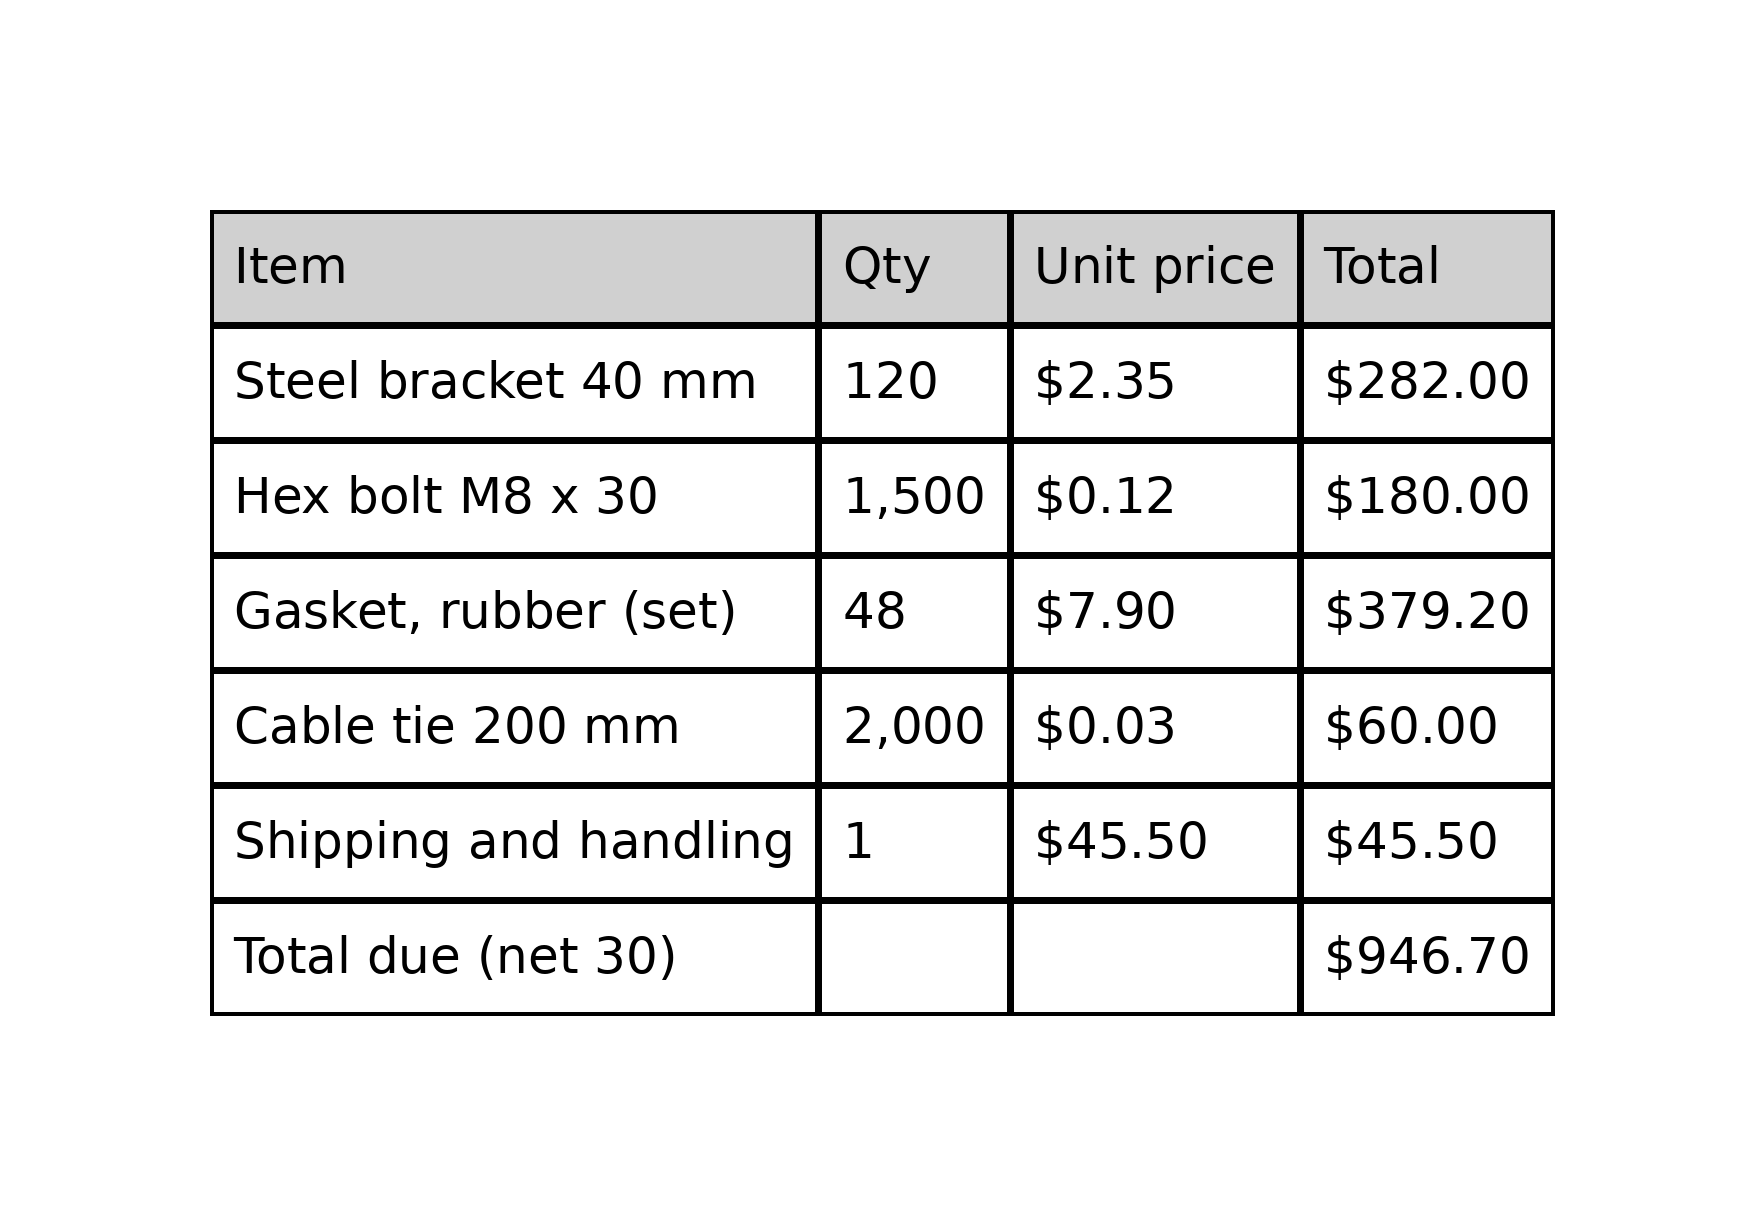 Item Qty Unit price Total
Steel bracket 40 mm 120 $2.35 $282.00
Hex bolt M8 x 30 1,500 $0.12 $180.00
Gasket, rubber (set) 48 $7.90 $379.20
Cable tie 200 mm 2,000 $0.03 $60.00
Shipping and handling 1 $45.50 $45.50
Total due (net 30) $946.70